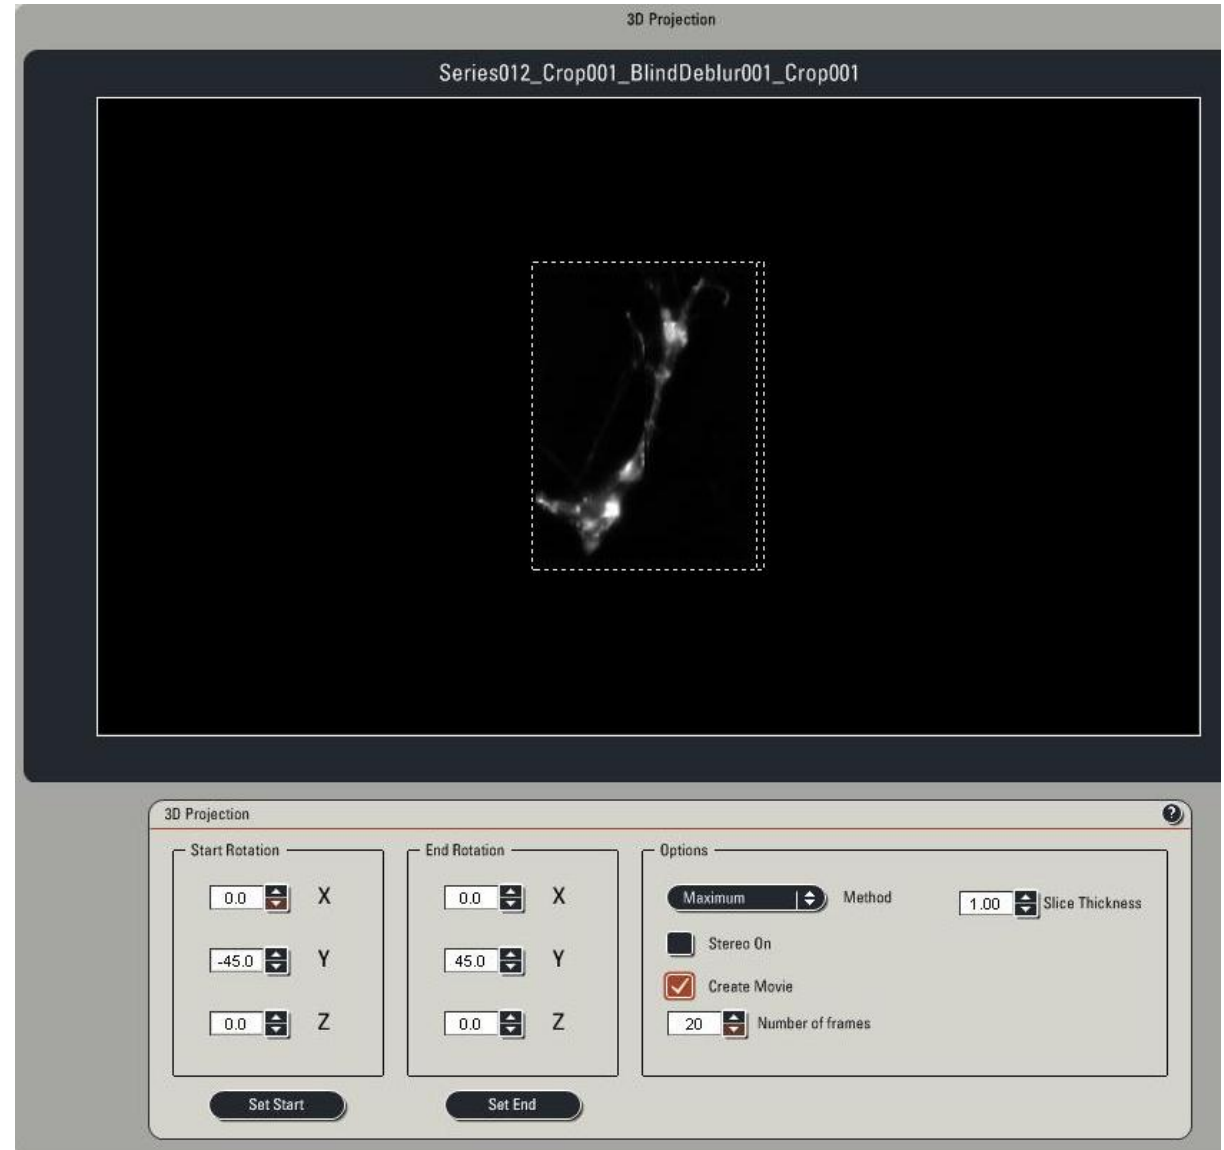 3D Projection
Series012_Crop001_BlindDeblur001_Crop001
3D Projection ?
Start Rotation
0.0 X
-45.0 Y
0.0 Z
Set Start
End Rotation
0.0 X
45.0 Y
0.0 Z
Set End
Options
Maximum Method
1.00 Slice Thickness
Stereo On
Create Movie
20 Number of frames